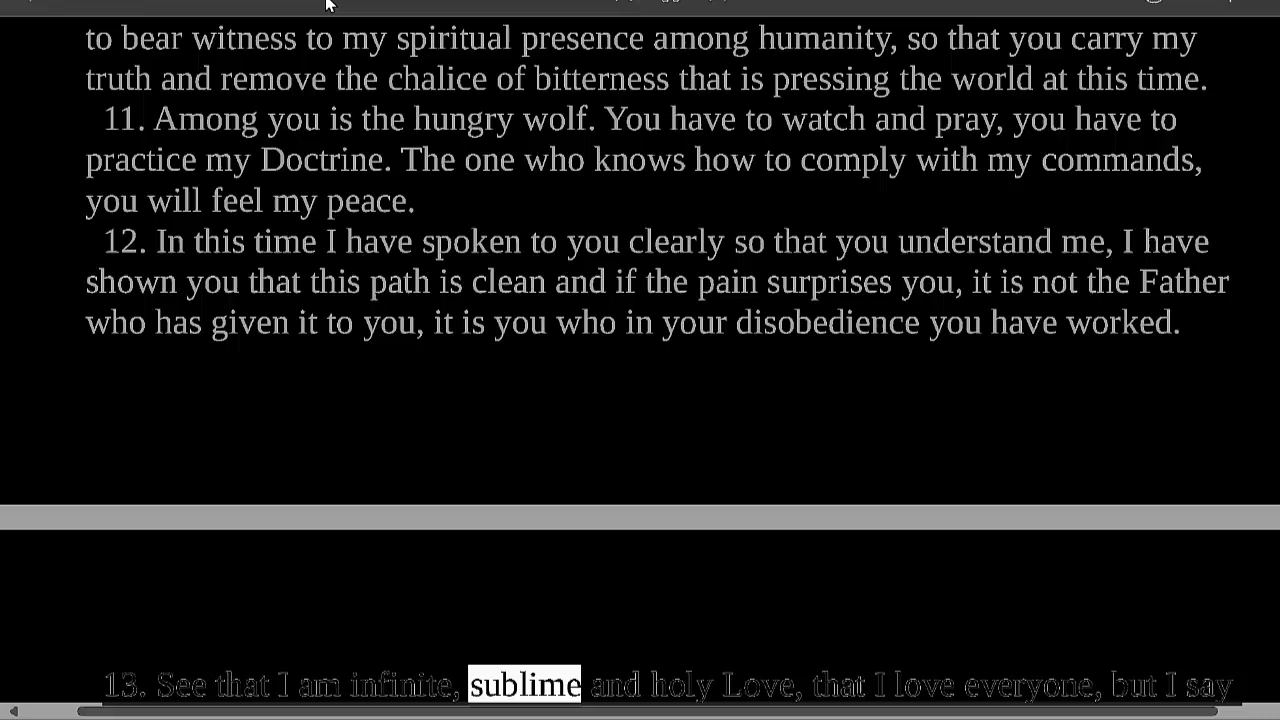 to bear witness to my spiritual presence among humanity, so that you carry my
truth and remove the chalice of bitterness that is pressing the world at this time.
11. Among you is the hungry wolf. You have to watch and pray, you have to
practice my Doctrine. The one who knows how to comply with my commands,
you will feel my peace.
12. In this time I have spoken to you clearly so that you understand me, I have
shown you that this path is clean and if the pain surprises you, it is not the Father
who has given it to you, it is you who in your disobedience you have worked.
13. See that I am infinite, sublime and holy Love, that I love everyone, but I say